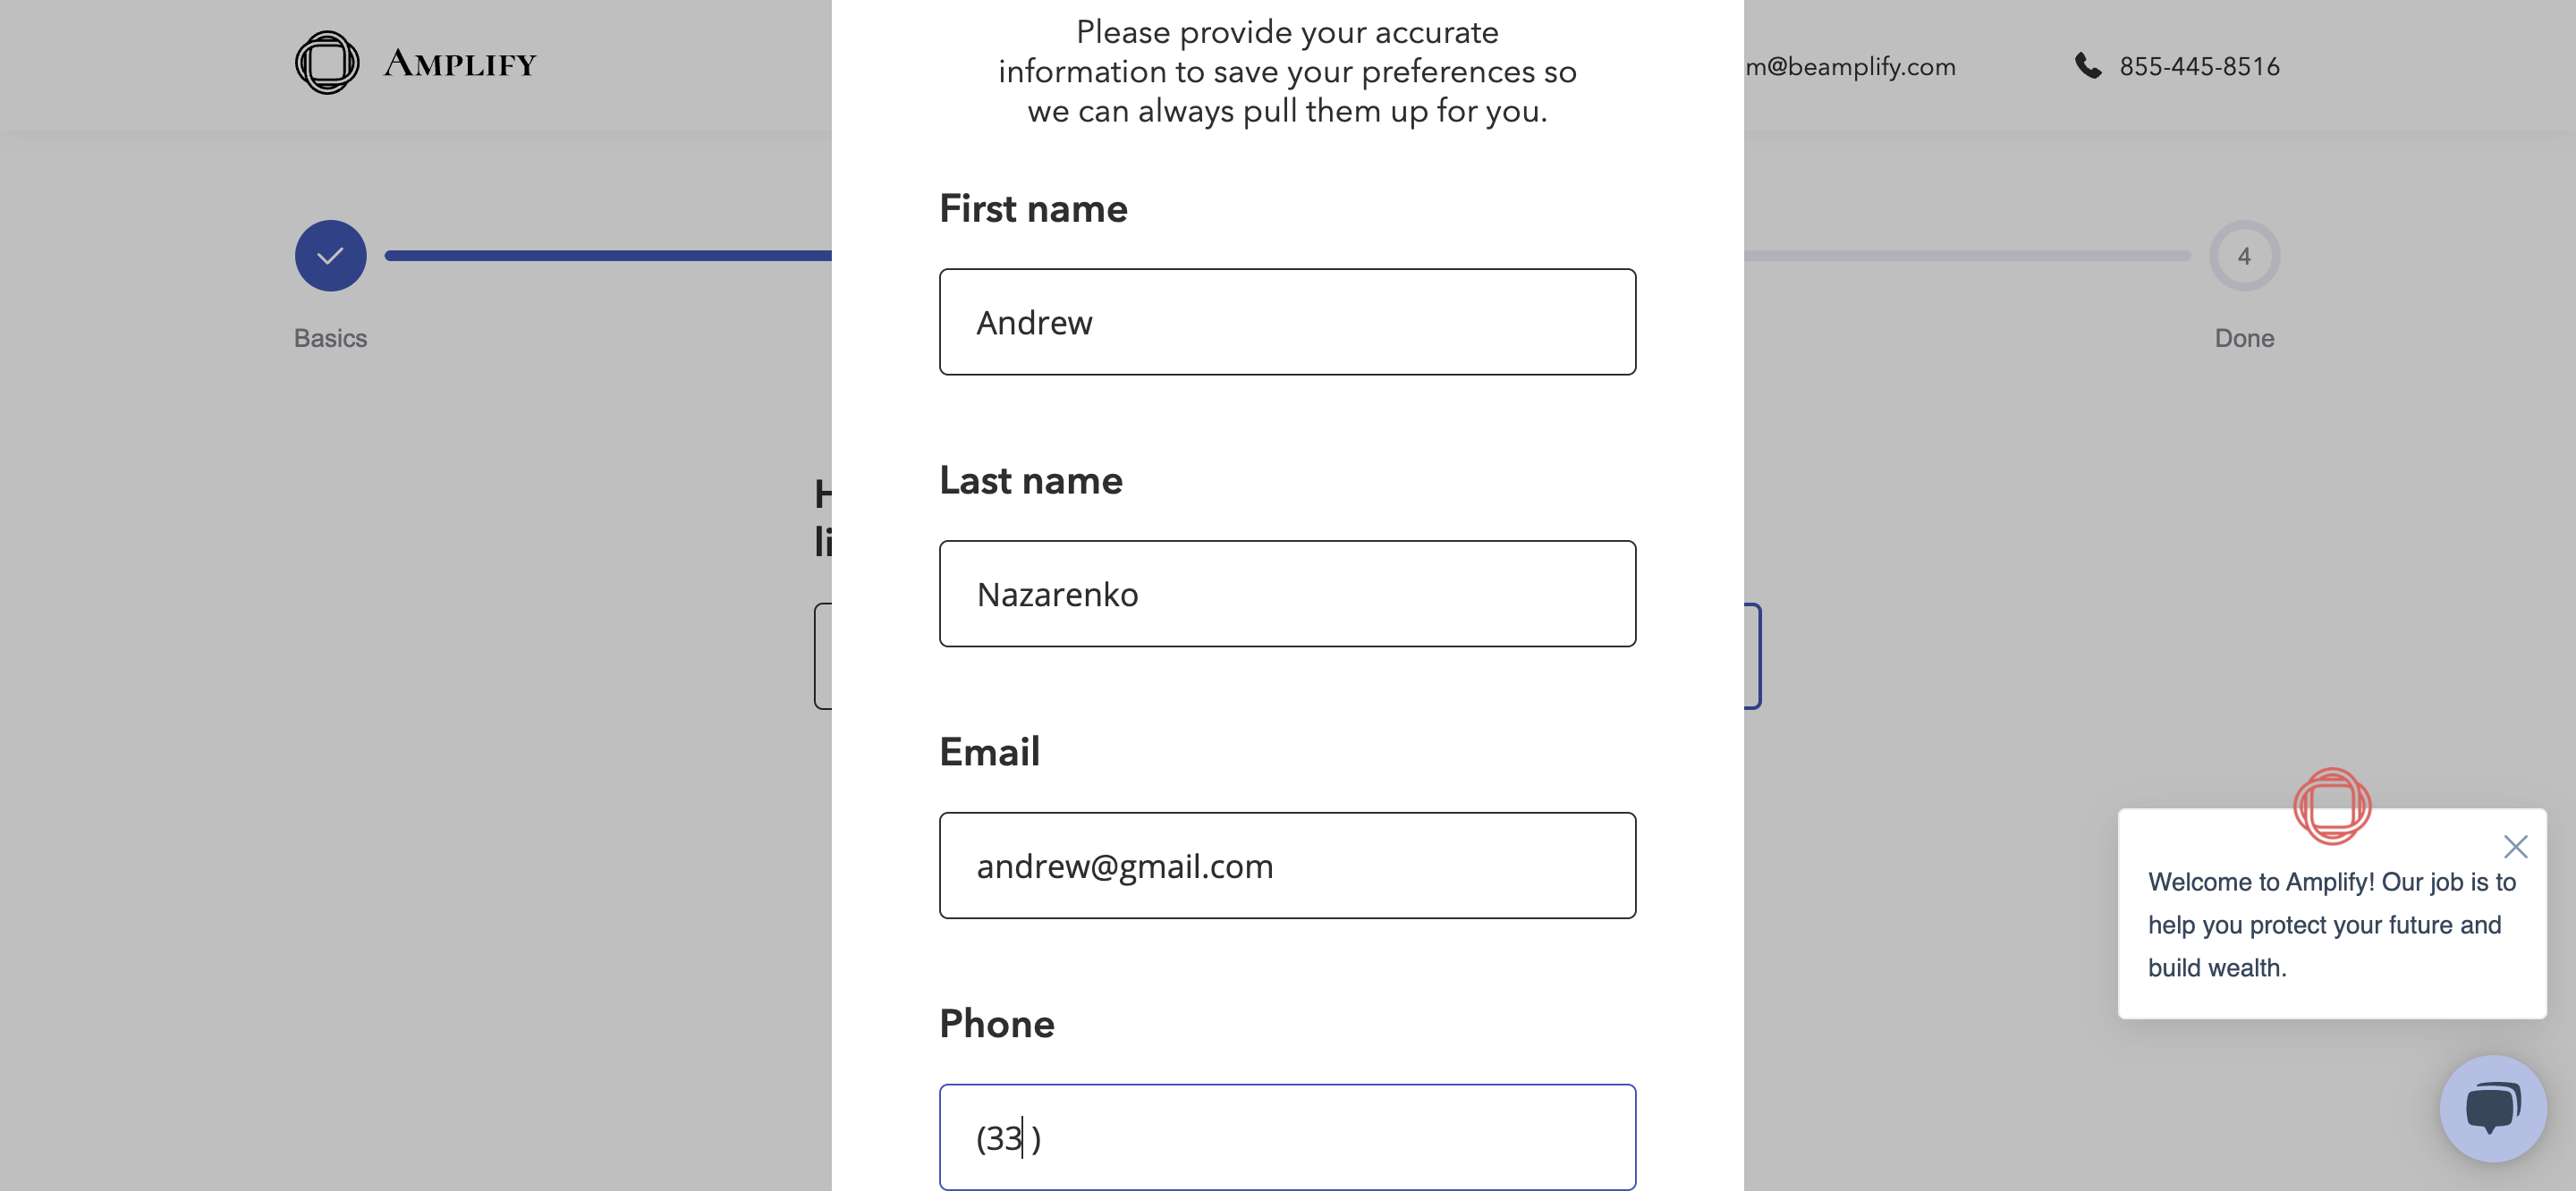 AMPLIFY
m@beamplify.com
855-445-8516
Please provide your accurate
information to save your preferences so
we can always pull them up for you.
4
Basics
Done
First name
Andrew
Last name
Nazarenko
Email
andrew@gmail.com
Phone
(33 )
H
li
Welcome to Amplify! Our job is to
help you protect your future and
build wealth.